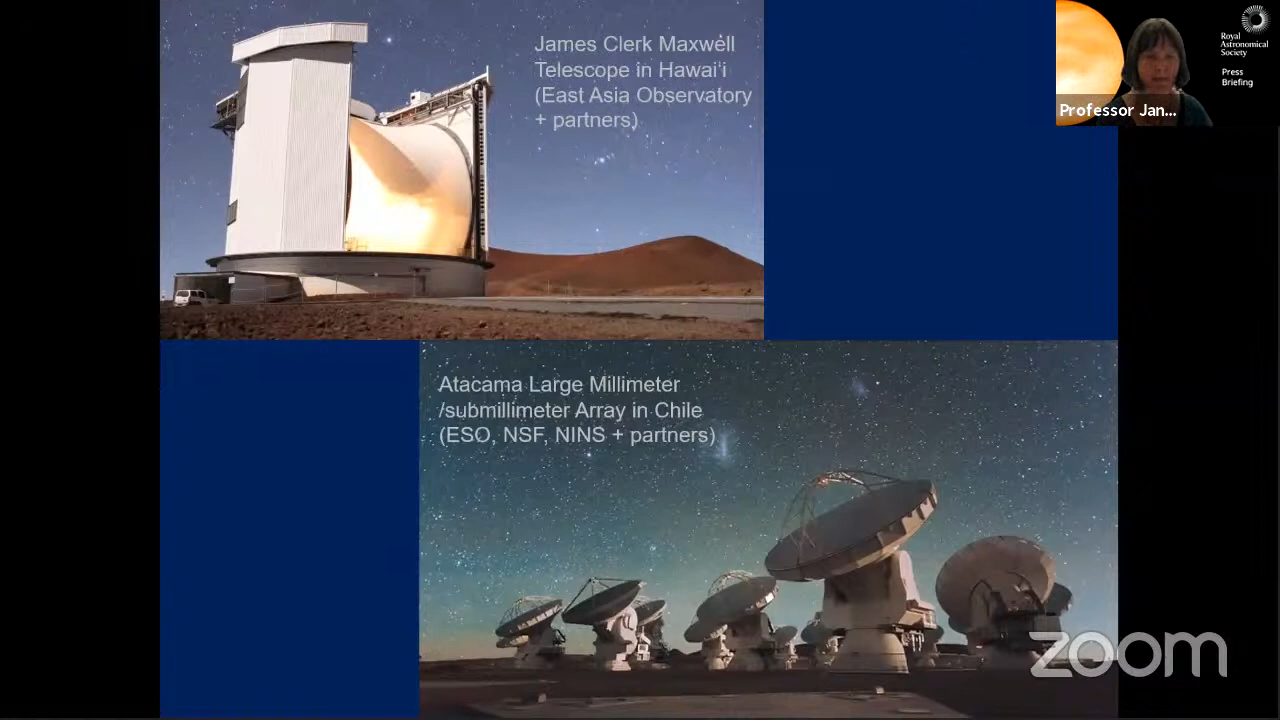 James Clerk Maxwell
Telescope in Hawai'i
(East Asia Observatory
+ partners)
Royal
Astronomical
Society
Press
Briefing
Professor Jan...
Atacama Large Millimeter
/submillimeter Array in Chile
(ESO, NSF, NINS + partners)
zoom